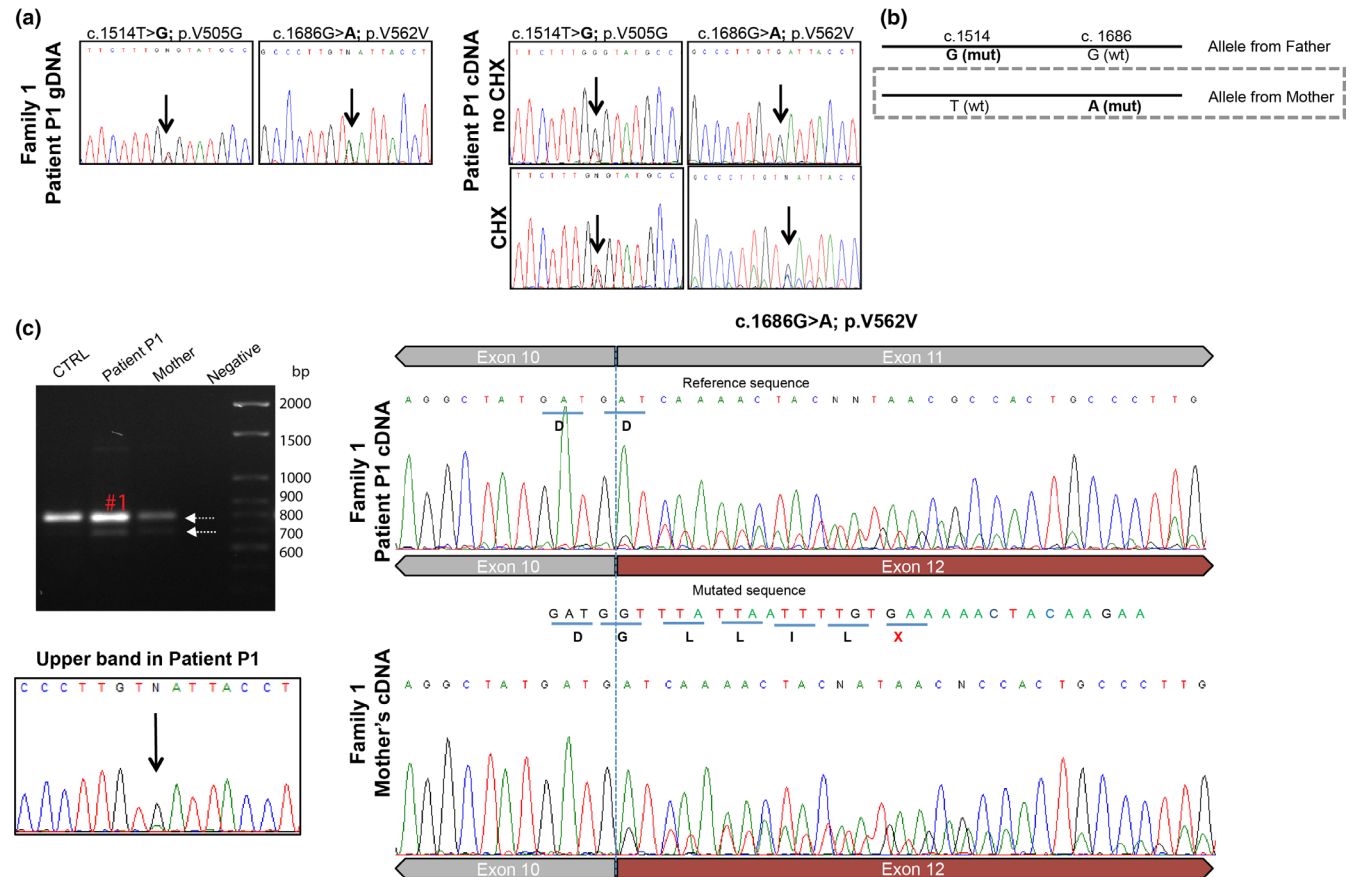 (a)
c.1514T>G; p.V505G
c.1686G>A; p.V562V
T T C T T T G N G T A T G C C
G C C C T T G T N A T T A C C T
Family 1
Patient P1 gDNA
c.1514T>G; p.V505G
c.1686G>A; p.V562V
T T C T T T G G G T A T G C C
G C C C T T G T G A T T A C C T
Patient P1 cDNA
no CHX
T T C T T T G N G T A T G C C
G C C C T T G T N A T T A C C
CHX
(b)
c.1514
c. 1686
G (mut)
G (wt)
Allele from Father
T (wt)
A (mut)
Allele from Mother
(c)
CTRL
Patient P1
Mother
Negative
bp
2000
1500
1000
900
800
700
600
#1
Upper band in Patient P1
C C C T T G T N A T T A C C T
c.1686G>A; p.V562V
Exon 10
Exon 11
Reference sequence
A G G C T A T G A T G A T C A A A A C T A C N N T A A C G C C A C T G C C C T T G
D
D
Family 1
Patient P1 cDNA
Exon 10
Exon 12
Mutated sequence
G A T G G T T T A T T A A T T T T G T G A A A A A C T A C A A G A A
D G L L I L X
A G G C T A T G A T G A T C A A A A C T A C N A T A A C N C C A C T G C C C T T G
Family 1
Mother's cDNA
Exon 10
Exon 12